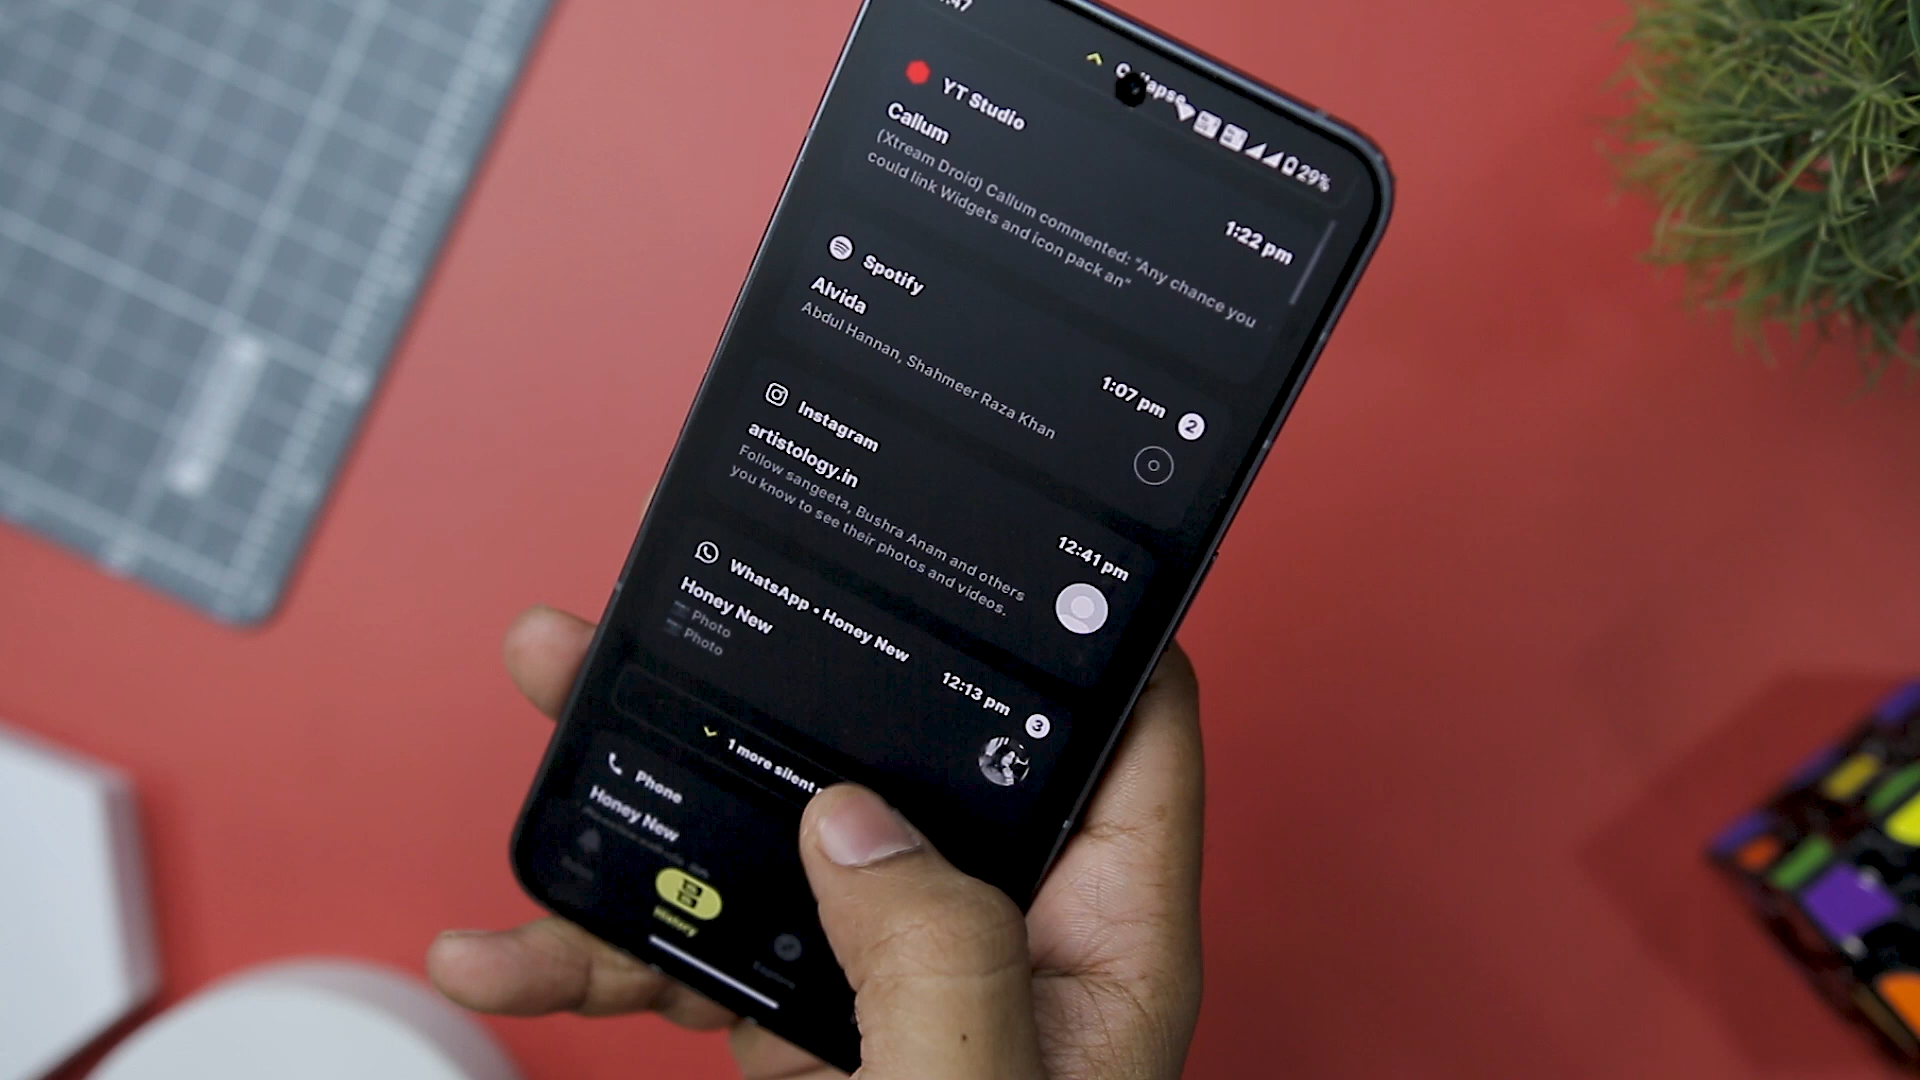 :47
Collapse
29%
YT Studio
1:22 pm
Callum
(Xtream Droid) Callum commented: "Any chance you
could link Widgets and icon pack an"
Spotify
1:07 pm
2
Alvida
Abdul Hannan, Shahmeer Raza Khan
Instagram
12:41 pm
artistology.in
Follow sangeeta, Bushra Anam and others
you know to see their photos and videos.
WhatsApp • Honey New
12:13 pm
3
Honey New
📷 Photo
📷 Photo
1 more silent
Phone
Honey New
History